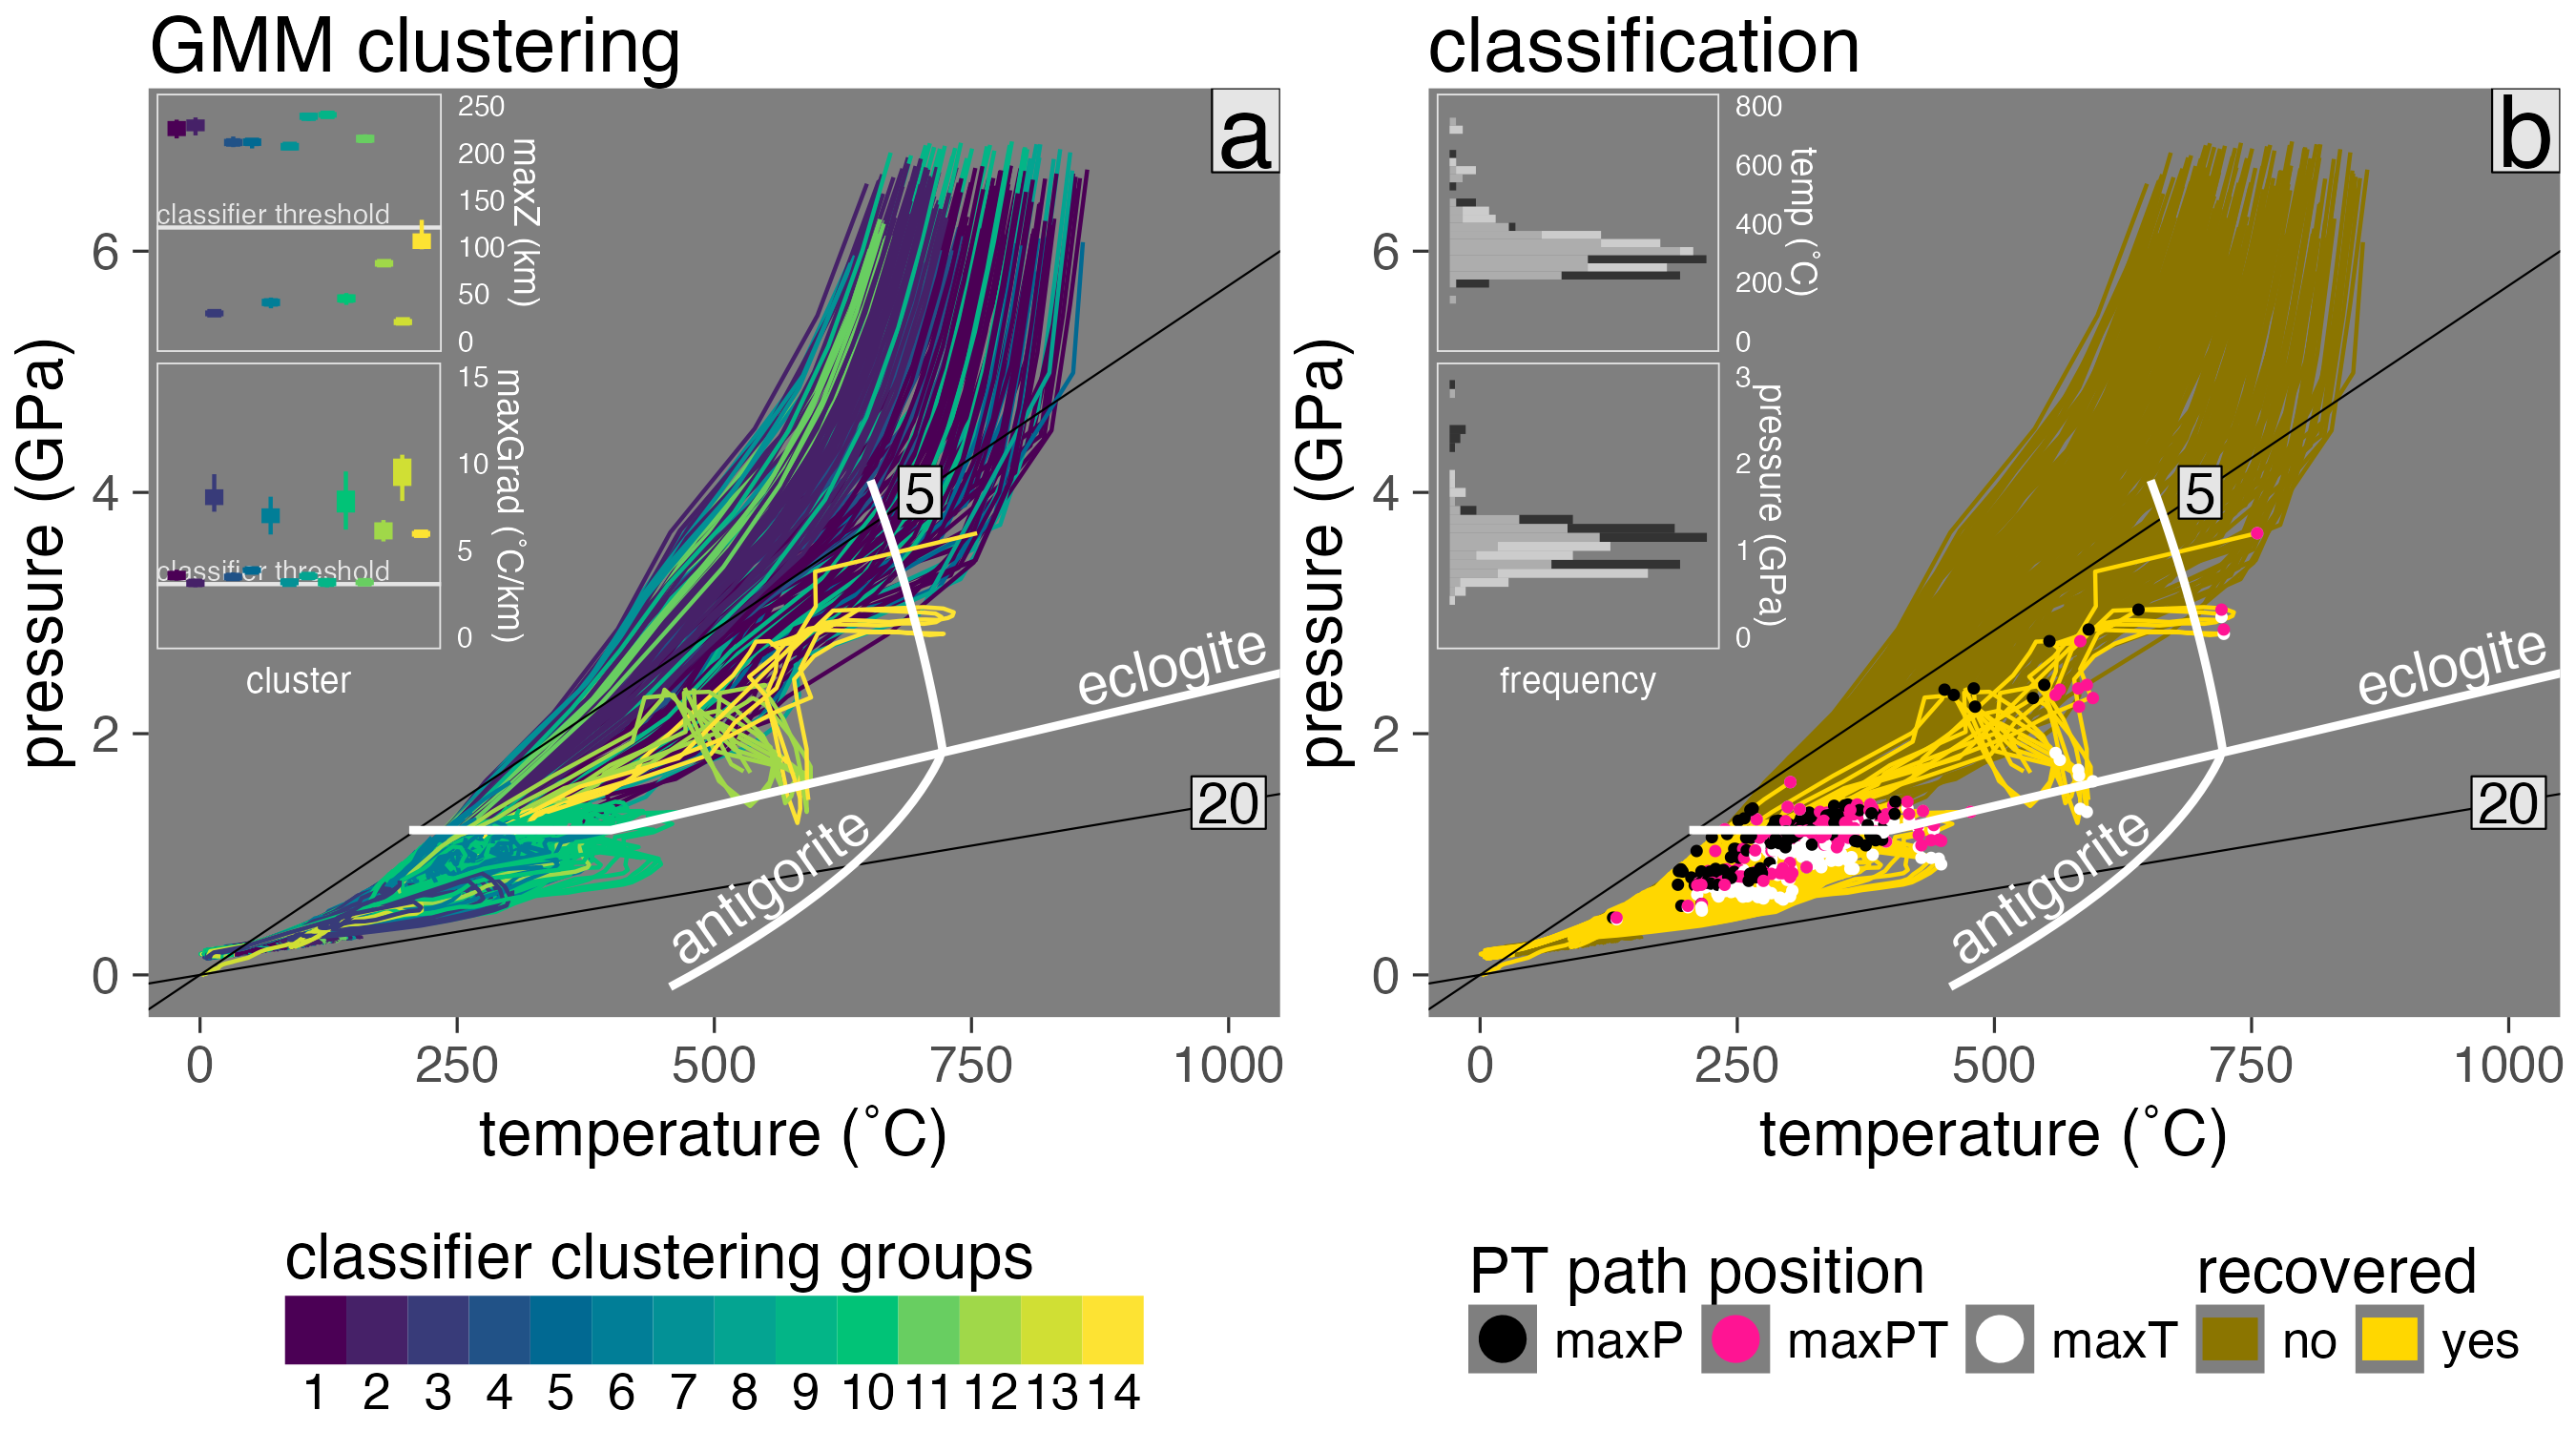 GMM clustering
a
250
200
150
100
50
0
maxZ (km)
classifier threshold
15
10
5
0
maxGrad (˚C/km)
classifier threshold
cluster
5
20
eclogite
antigorite
6
4
2
0
pressure (GPa)
0 250 500 750 1000
temperature (˚C)
classifier clustering groups
1 2 3 4 5 6 7 8 9 10 11 12 13 14
classification
b
800
600
400
200
0
temp (˚C)
3
2
1
0
pressure (GPa)
frequency
5
20
eclogite
antigorite
6
4
2
0
pressure (GPa)
0 250 500 750 1000
temperature (˚C)
PT path position
maxP maxPT maxT
recovered
no yes